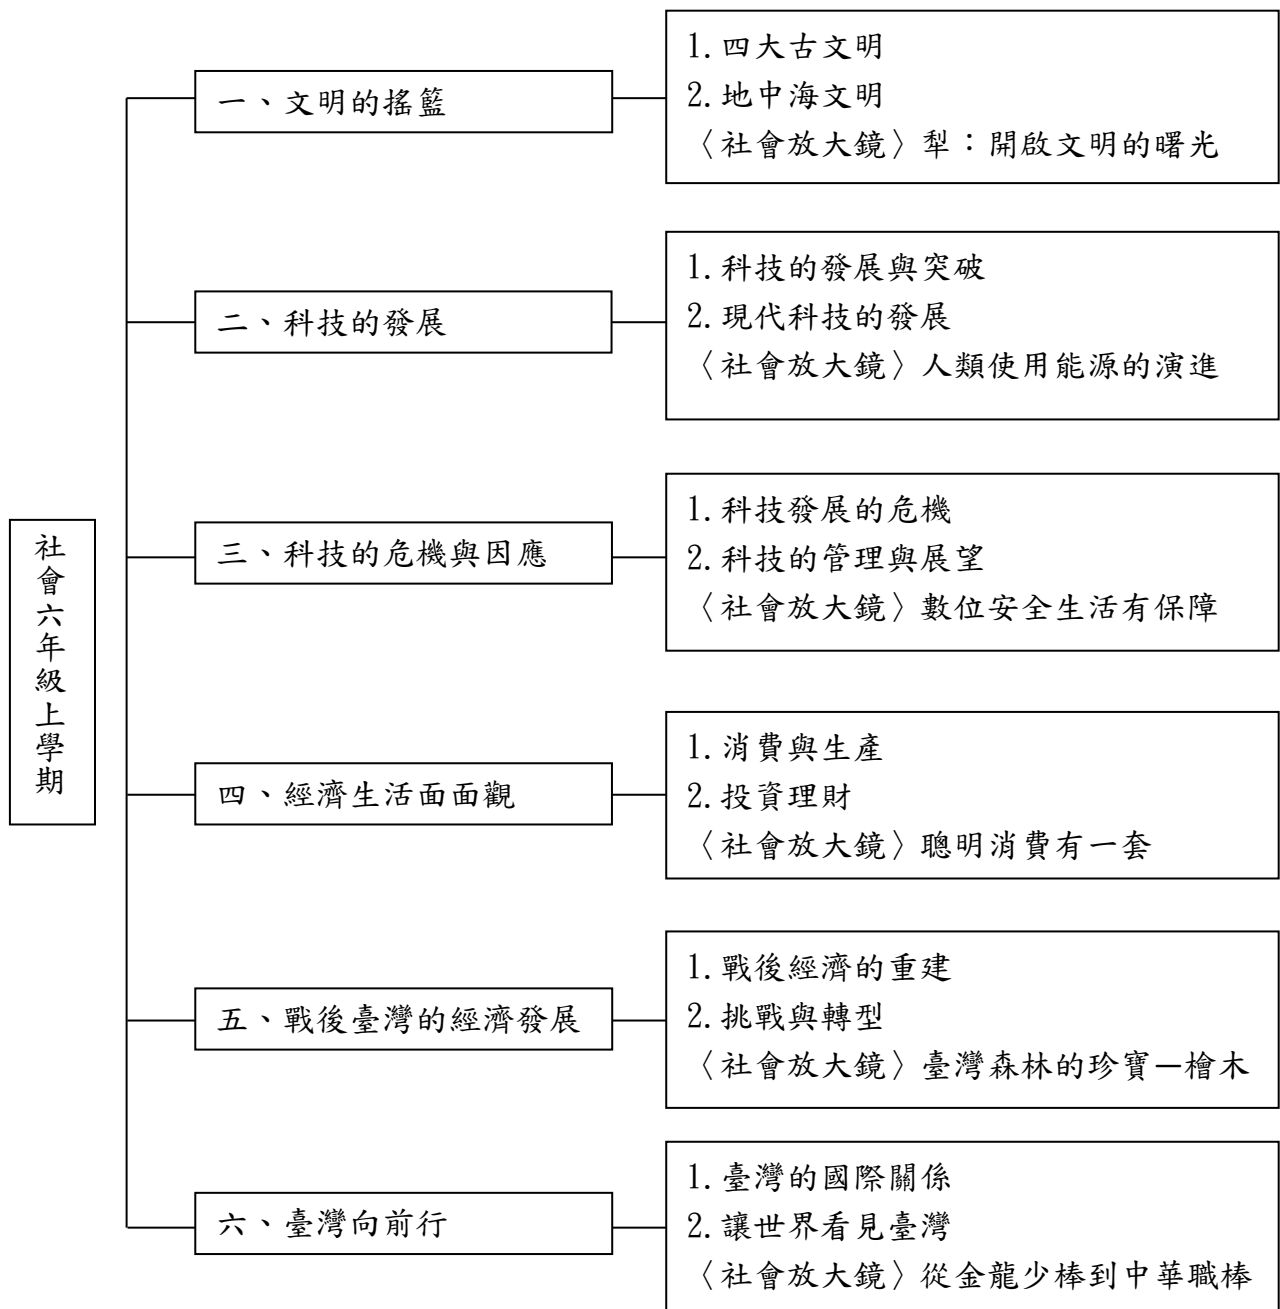 社會六年級上學期
一、文明的搖籃
1.四大古文明
2.地中海文明
〈社會放大鏡〉犁：開啟文明的曙光
二、科技的發展
1.科技的發展與突破
2.現代科技的發展
〈社會放大鏡〉人類使用能源的演進
三、科技的危機與因應
1.科技發展的危機
2.科技的管理與展望
〈社會放大鏡〉數位安全生活有保障
四、經濟生活面面觀
1.消費與生產
2.投資理財
〈社會放大鏡〉聰明消費有一套
五、戰後臺灣的經濟發展
1.戰後經濟的重建
2.挑戰與轉型
〈社會放大鏡〉臺灣森林的珍寶—檜木
六、臺灣向前行
1.臺灣的國際關係
2.讓世界看見臺灣
〈社會放大鏡〉從金龍少棒到中華職棒